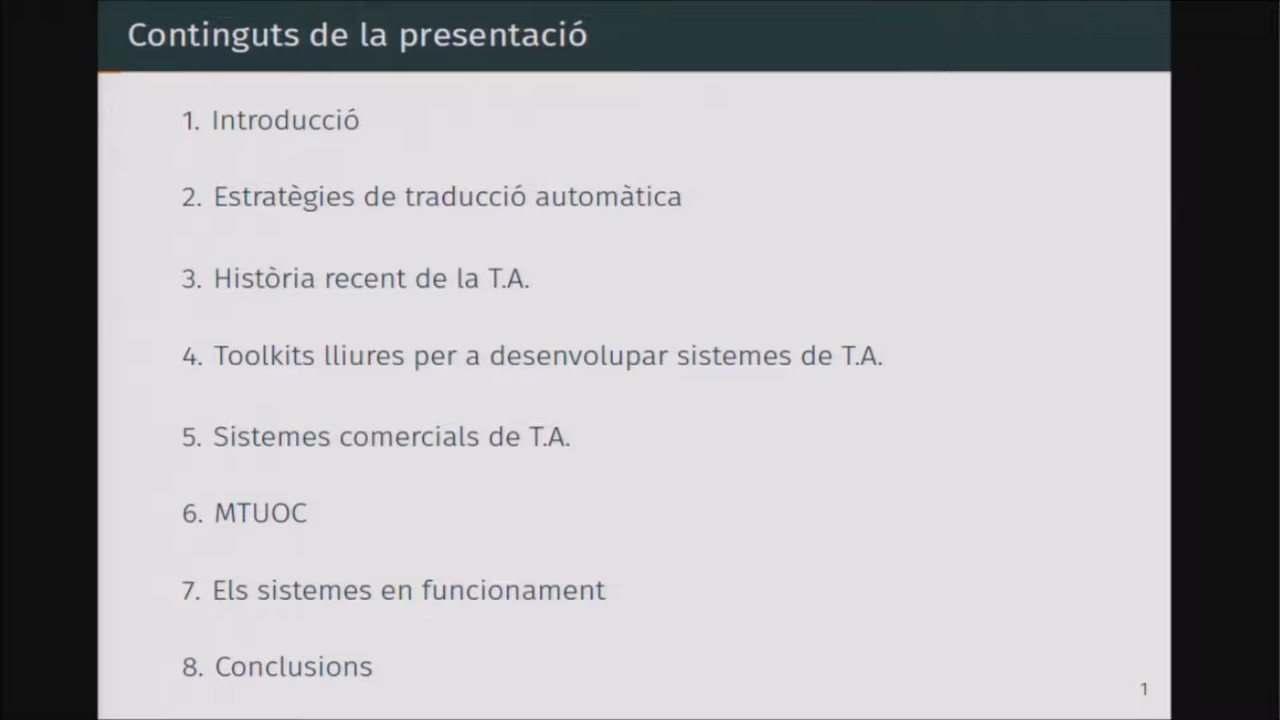 Continguts de la presentació
1. Introducció
2. Estratègies de traducció automàtica
3. Història recent de la T.A.
4. Toolkits lliures per a desenvolupar sistemes de T.A.
5. Sistemes comercials de T.A.
6. MTUOC
7. Els sistemes en funcionament
8. Conclusions
1